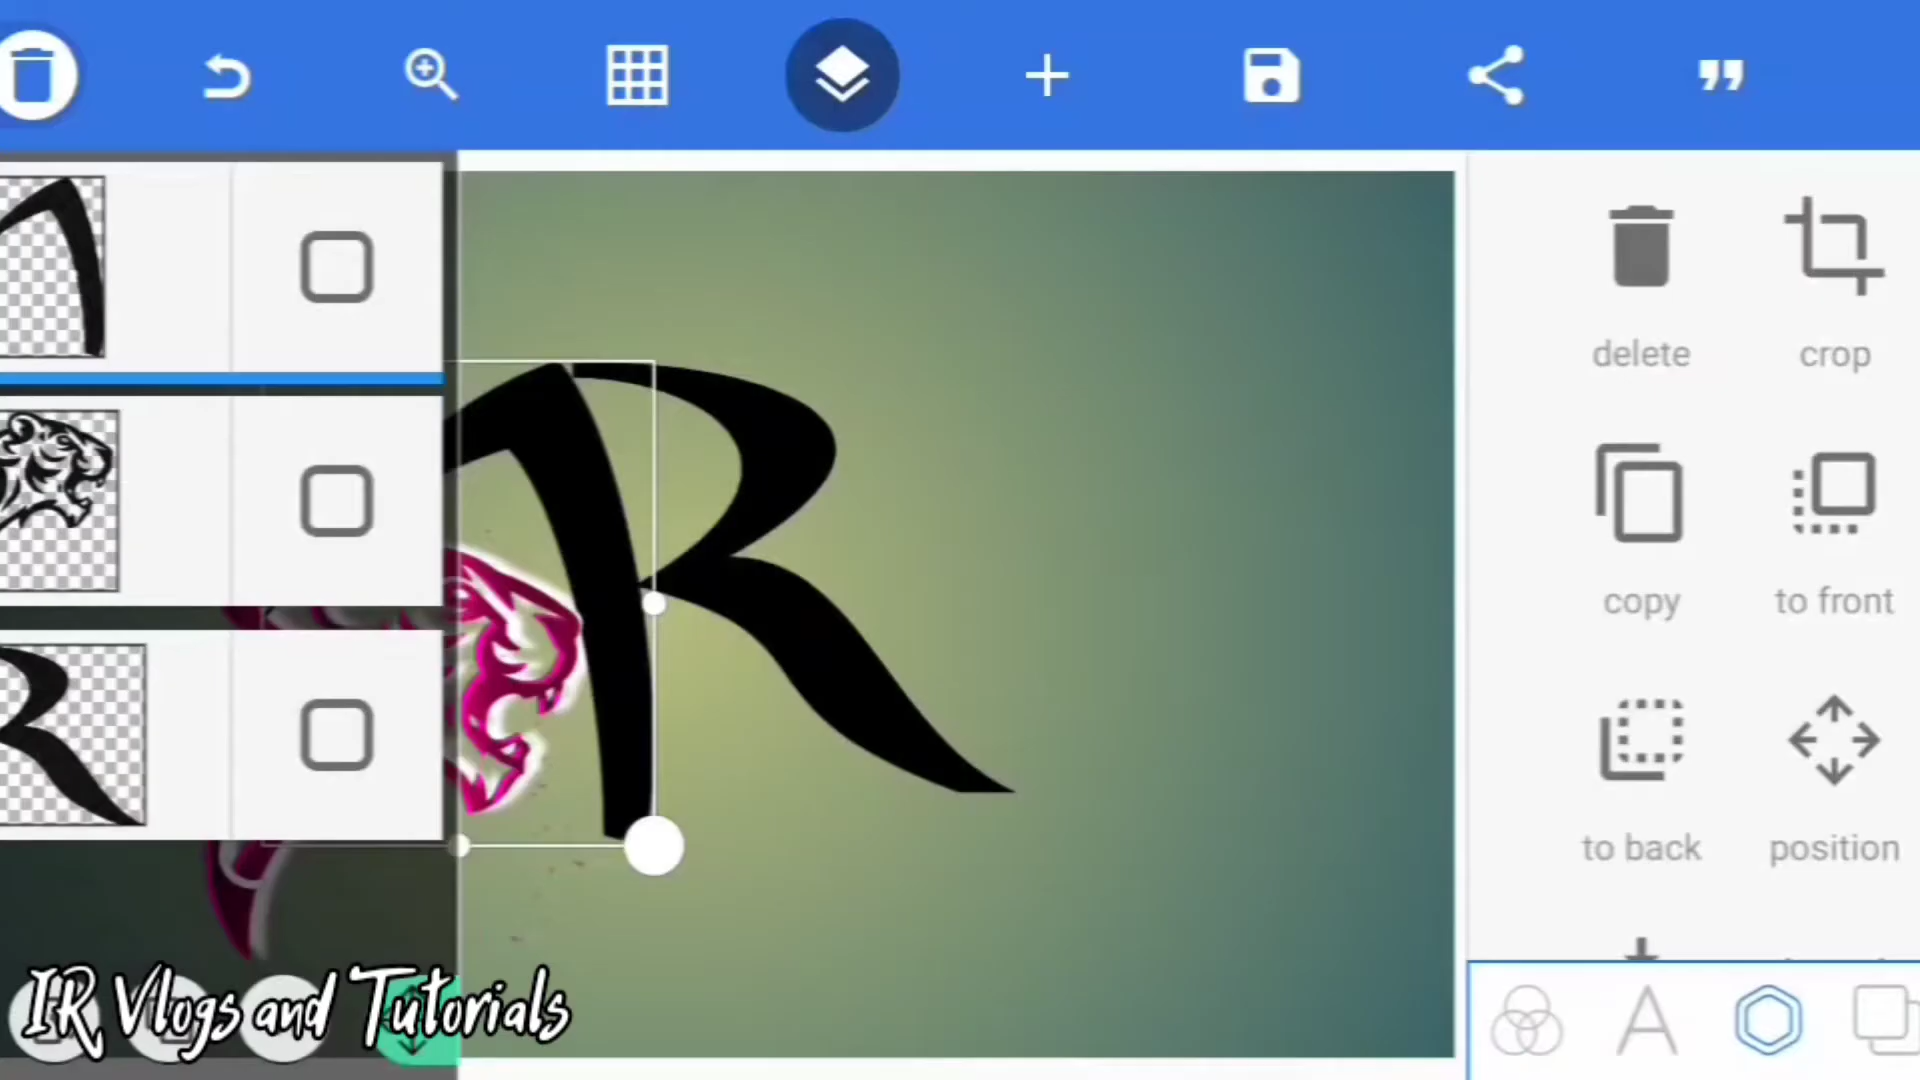 delete crop
copy to front
to back position
IR Vlogs and Tutorials